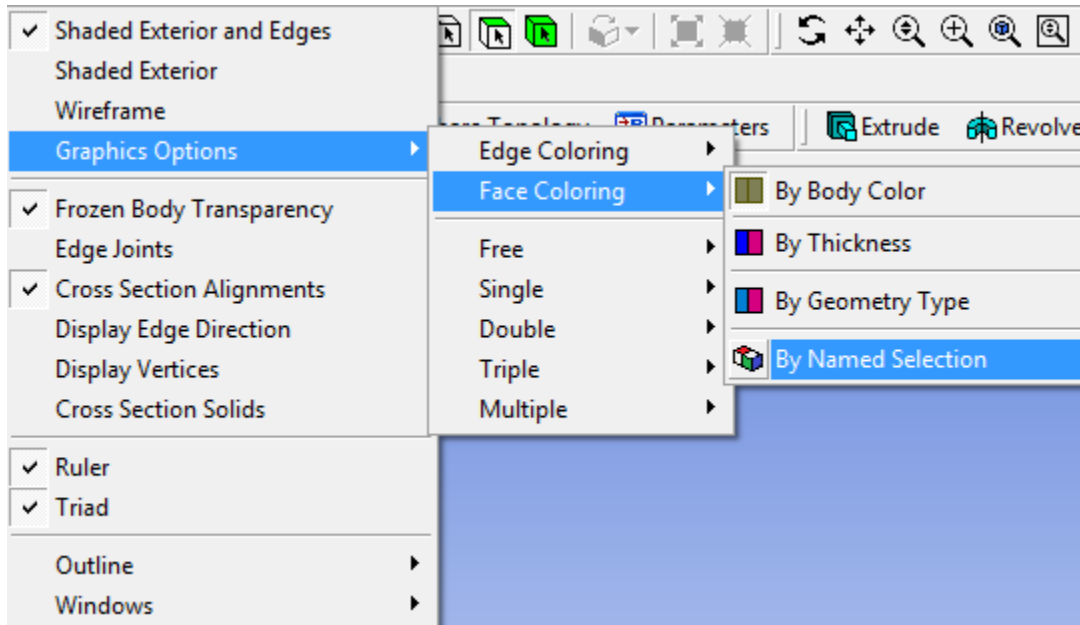 Shaded Exterior and Edges
Shaded Exterior
Wireframe
Graphics Options
Frozen Body Transparency
Edge Joints
Cross Section Alignments
Display Edge Direction
Display Vertices
Cross Section Solids
Ruler
Triad
Outline
Windows
Topology Parameters
Extrude
Revolve
Edge Coloring
Face Coloring
Free
Single
Double
Triple
Multiple
By Body Color
By Thickness
By Geometry Type
By Named Selection